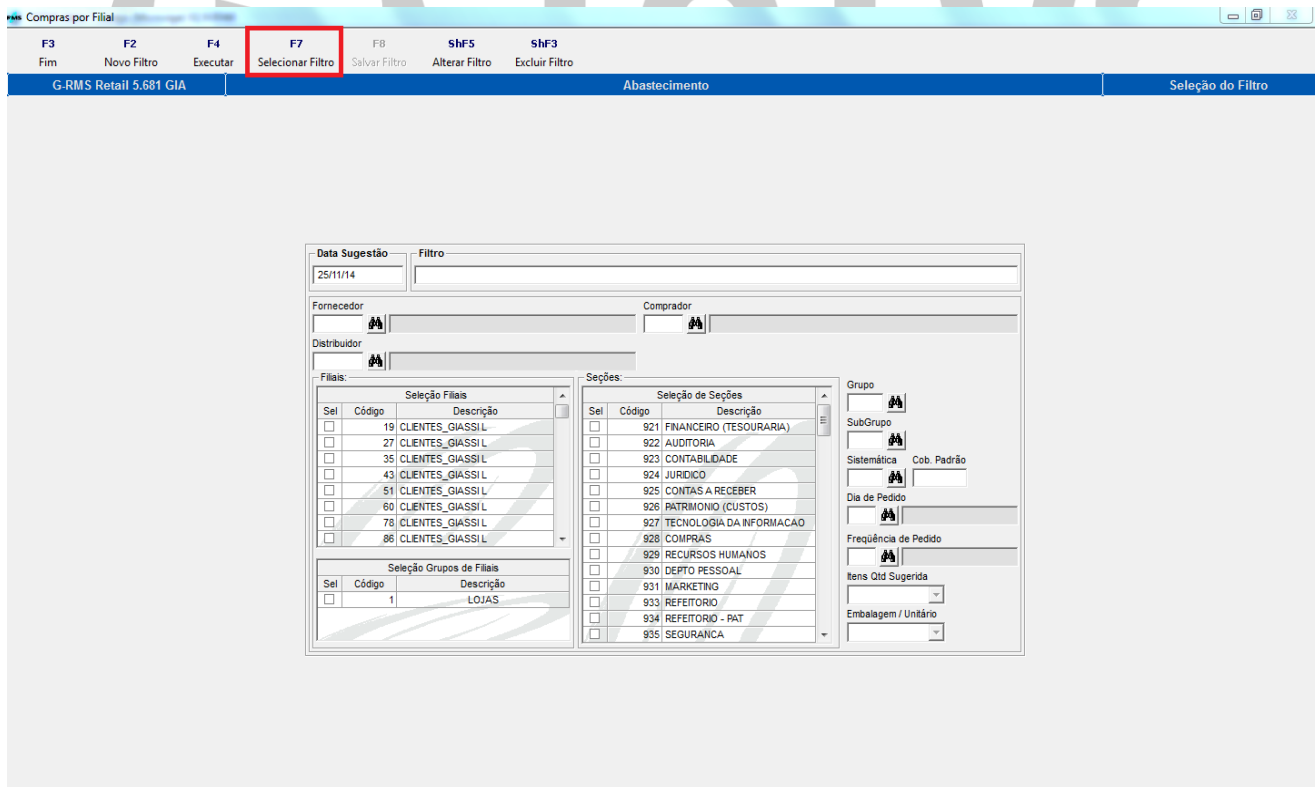 RMS Compras por Filial
F3 F2 F4 F7 F8 ShF5 ShF3
Fim Novo Filtro Executar Selecionar Filtro Salvar Filtro Alterar Filtro Excluir Filtro
G-RMS Retail 5.681 GIA Abastecimento Seleção do Filtro
Data Sugestão Filtro
25/11/14
Fornecedor Comprador
Distribuidor
Filiais:
Seleção Filiais
Sel Código Descrição
19 CLIENTES_GIASSI L
27 CLIENTES_GIASSI L
35 CLIENTES_GIASSI L
43 CLIENTES_GIASSI L
51 CLIENTES_GIASSI L
60 CLIENTES_GIASSI L
78 CLIENTES_GIASSI L
86 CLIENTES_GIASSI L
Seleção Grupos de Filiais
Sel Código Descrição
1 LOJAS
Seções:
Seleção de Seções
Sel Código Descrição
921 FINANCEIRO (TESOURARIA)
922 AUDITORIA
923 CONTABILIDADE
924 JURIDICO
925 CONTAS A RECEBER
926 PATRIMONIO (CUSTOS)
927 TECNOLOGIA DA INFORMACAO
928 COMPRAS
929 RECURSOS HUMANOS
930 DEPTO PESSOAL
931 MARKETING
933 REFEITORIO
934 REFEITORIO - PAT
935 SEGURANCA
Grupo
SubGrupo
Sistemática Cob. Padrão
Dia de Pedido
Freqüência de Pedido
Itens Qtd Sugerida
Embalagem / Unitário